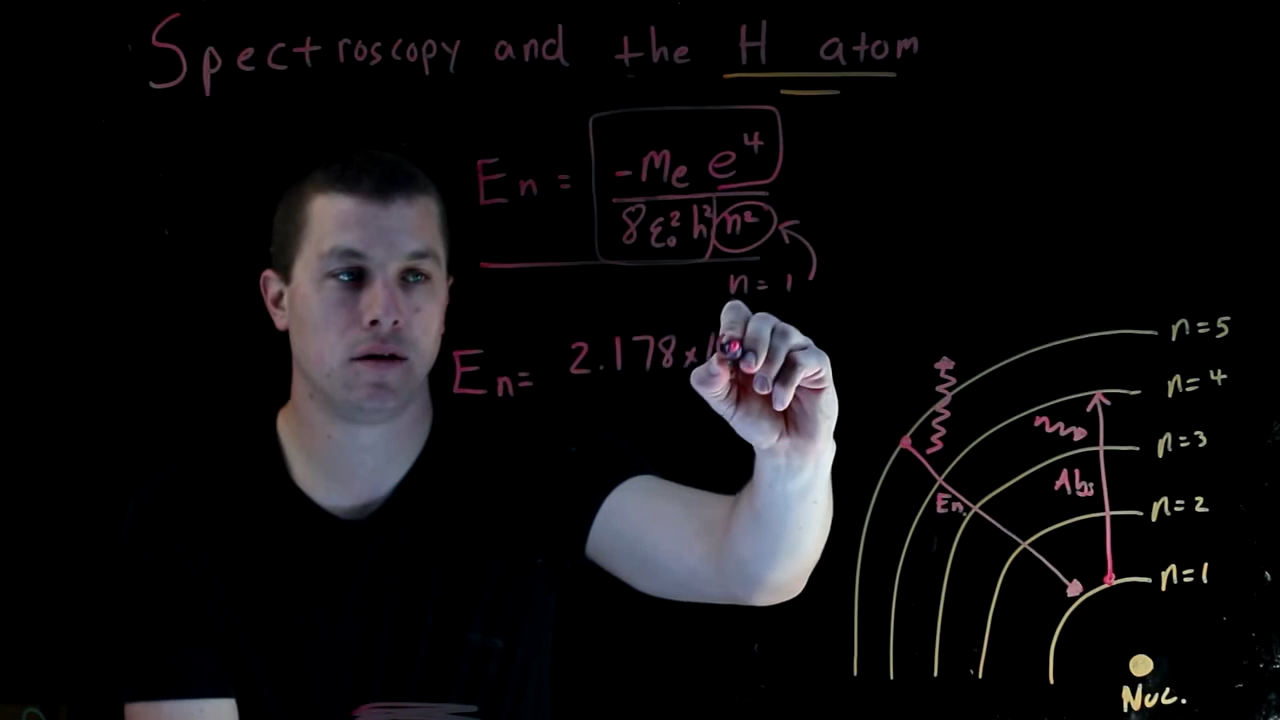 Spectroscopy and the H atom
En = -Me e⁴
8ε₀² h² n²
n = 1
En = 2.178 × 1
n = 5
n = 4
n = 3
Abs
En.
n = 2
n = 1
Nuc.